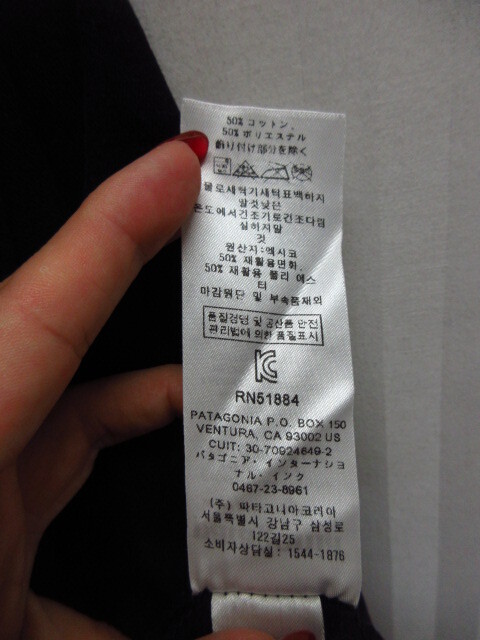 50% コットン、
50% ポリエステル
飾り付け部分を除く
물로세척기세탁표백하지
말것낮은
온도에서건조기로건조다림
실하지말
것
원산지:멕시코
50% 재활용면화.
50% 재활용 폴리 에스
터
마감원단 및 부속품재외
품질경영 및 공산품 안전
관리법에 의한 품질표시
RN51884
PATAGONIA P.O. BOX 150
VENTURA, CA 93002 US
CUIT: 30-70924649-2
パタゴニア・インターナショ
ナル・インク
0467-23-8961
(주) 파타고니아코리아
서울특별시 강남구 삼성로
122길25
소비자상담실 : 1544-1876